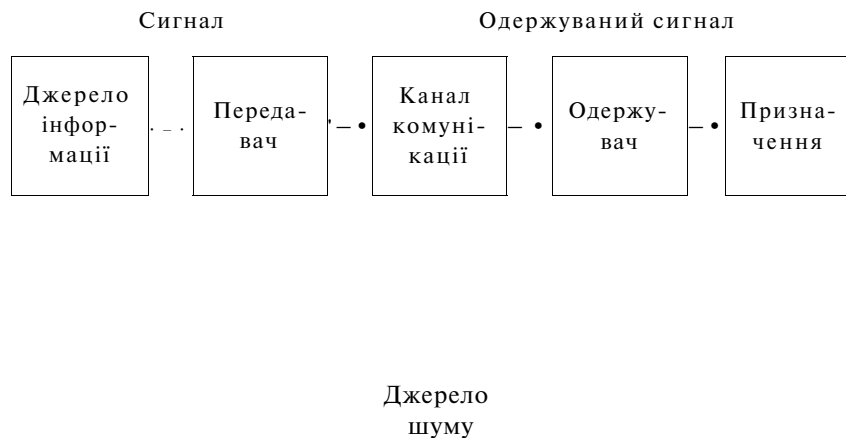 Сигнал
Одержуваний сигнал
Джерело
інфор-
мації
Переда-
вач
Канал
комуні-
кації
Одержу-
вач
Призна-
чення
Джерело
шуму